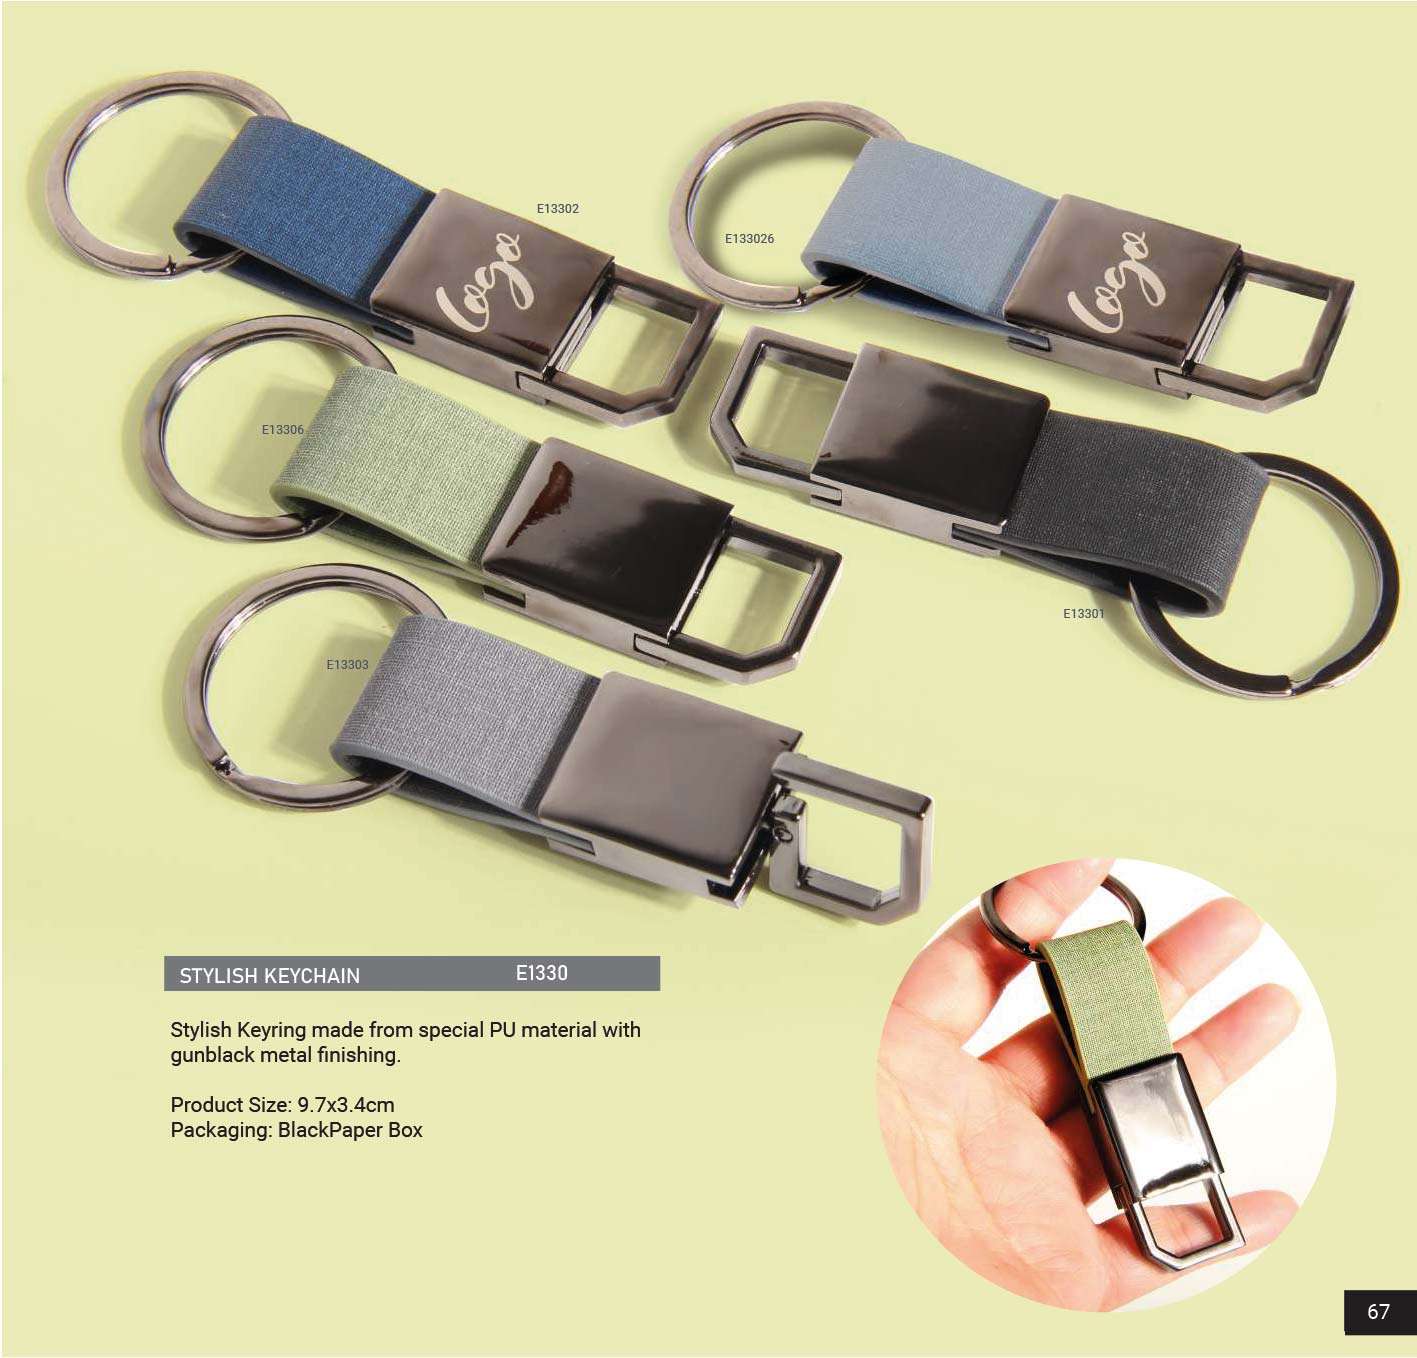 E13302
Logo
E133026
Logo
E13306
E13301
E13303
STYLISH KEYCHAIN E1330
Stylish Keyring made from special PU material with
gunblack metal finishing.
Product Size: 9.7x3.4cm
Packaging: BlackPaper Box
67